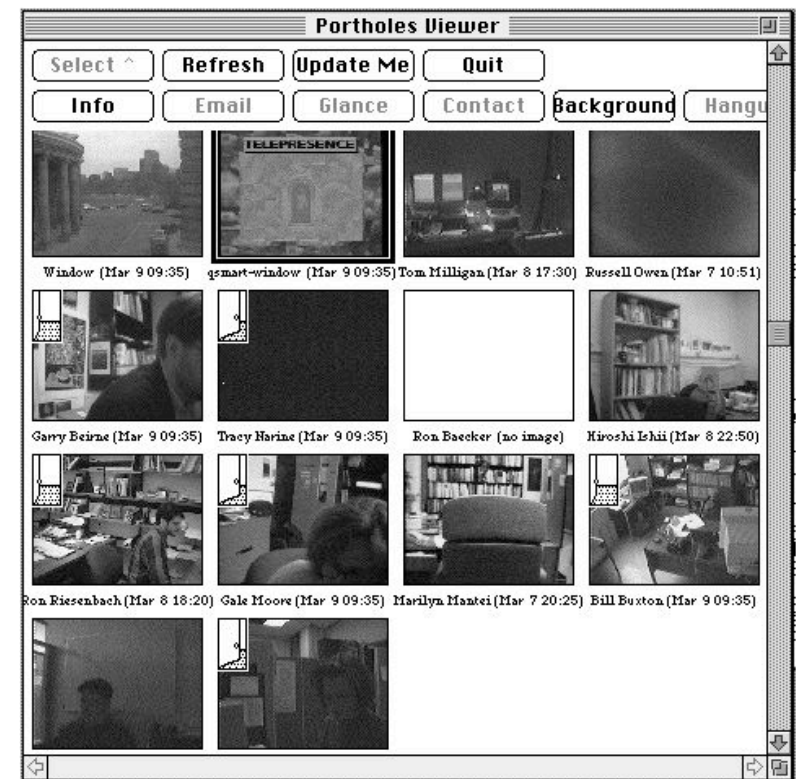 Portholes Viewer
Select ^ Refresh Update Me Quit
Info Email Glance Contact Background Hangu
TELEPRESENCE
Window (Mar 9 09:35) qsmart-window (Mar 9 09:35) Tom Milligan (Mar 8 17:30) Russell Owen (Mar 7 10:51)
Garry Beirne (Mar 9 09:35) Tracy Narine (Mar 9 09:35) Ron Baecker (no image) Hiroshi Ishii (Mar 8 22:50)
Ron Riesenbach (Mar 8 18:20) Gale Moore (Mar 9 09:35) Marilyn Mantei (Mar 7 20:25) Bill Buxton (Mar 9 09:35)